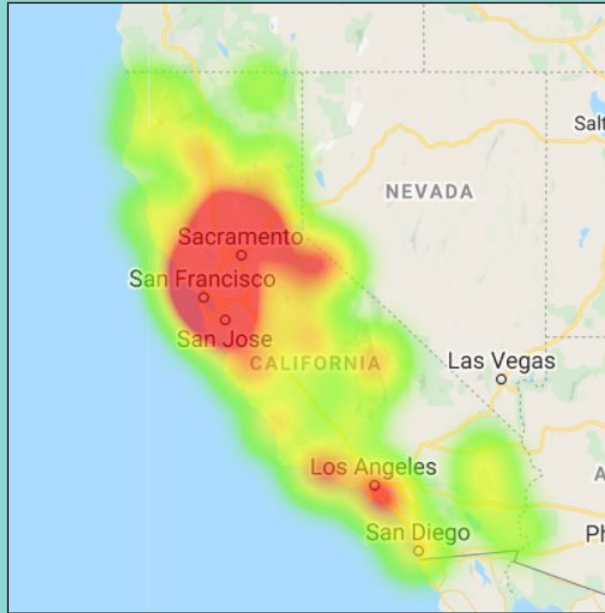 Salt
NEVADA
Sacramento
San Francisco
San Jose
CALIFORNIA
Las Vegas
Los Angeles
A
San Diego
Ph